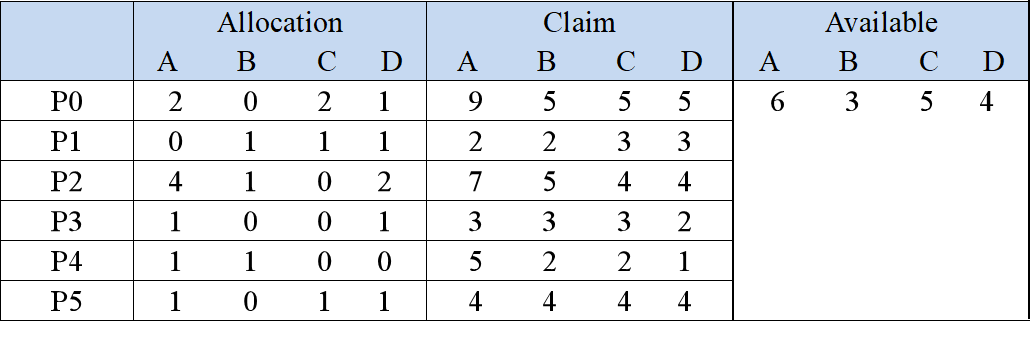 Allocation Claim Available
A B C D A B C D A B C D
P0 2 0 2 1 9 5 5 5 6 3 5 4
P1 0 1 1 1 2 2 3 3
P2 4 1 0 2 7 5 4 4
P3 1 0 0 1 3 3 3 2
P4 1 1 0 0 5 2 2 1
P5 1 0 1 1 4 4 4 4